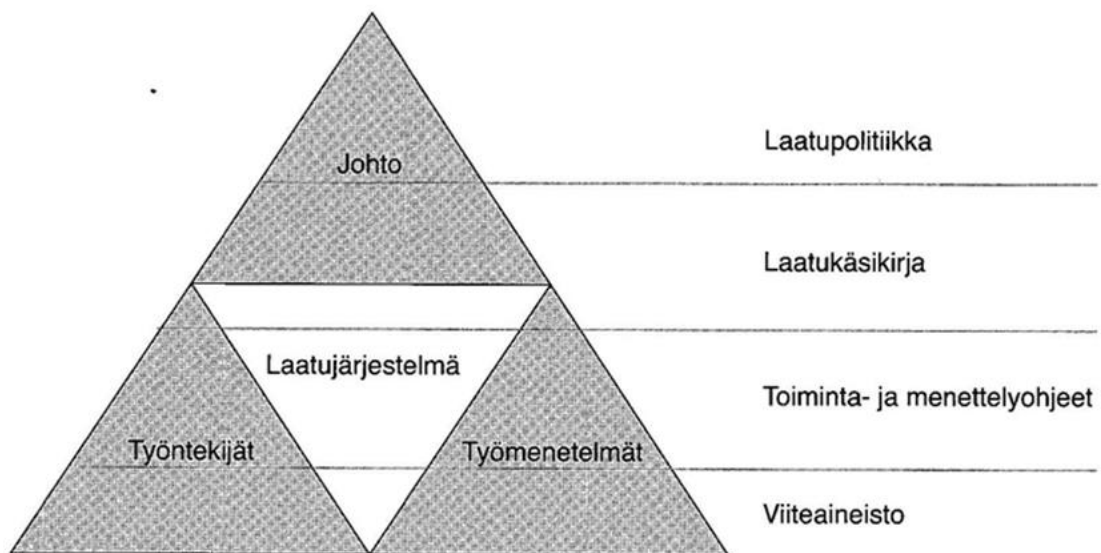 Johto
Laatupolitiikka
Laatukäsikirja
Laatujärjestelmä
Toiminta- ja menettelyohjeet
Työntekijät
Työmenetelmät
Viiteaineisto